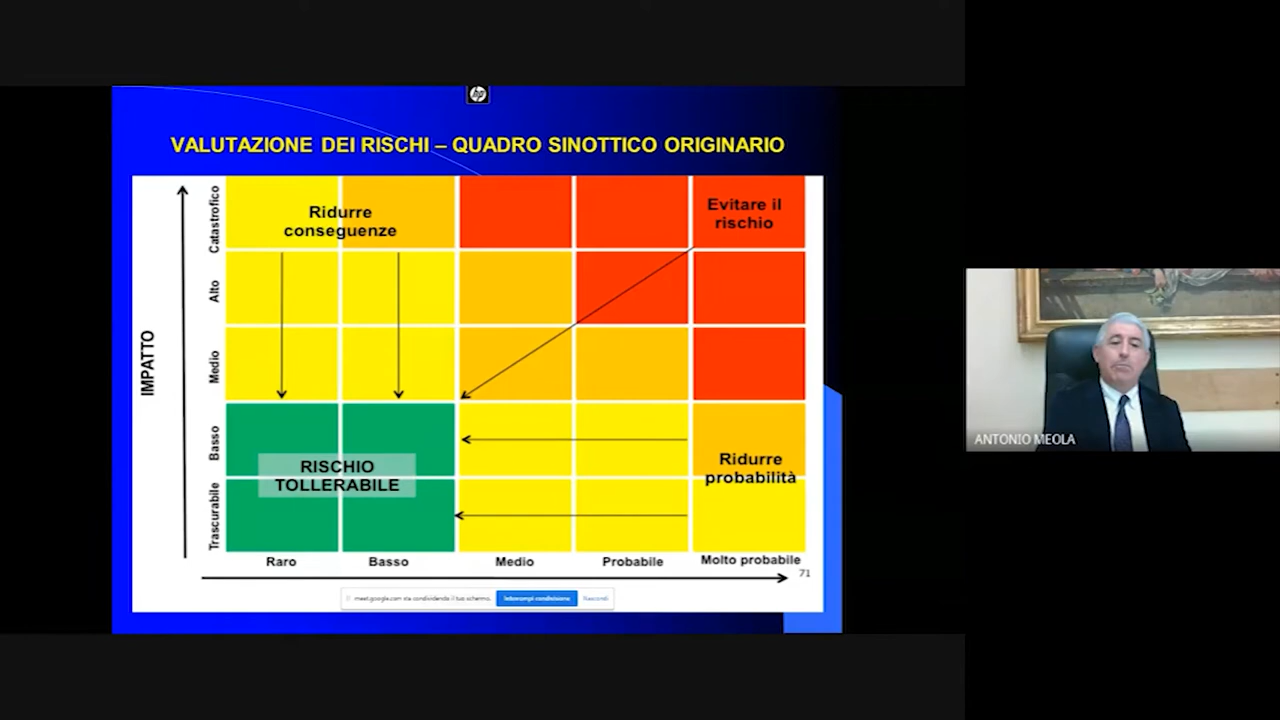 hp
VALUTAZIONE DEI RISCHI – QUADRO SINOTTICO ORIGINARIO
IMPATTO
Catastrofico
Alto
Medio
Basso
Trascurabile
Ridurre
conseguenze
Evitare il
rischio
RISCHIO
TOLLERABILE
Ridurre
probabilità
Raro
Basso
Medio
Probabile
Molto probabile
71
meet.google.com sta condividendo il tuo schermo.
Interrompi condivisione
Nascondi
ANTONIO MEOLA